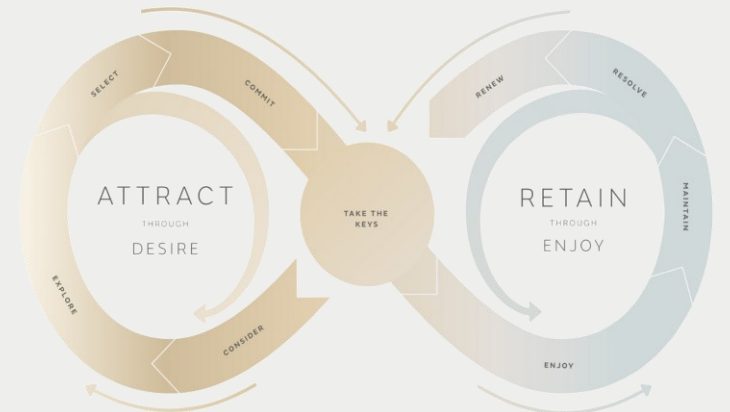 SELECT
COMMIT
ATTRACT
THROUGH
DESIRE
EXPLORE
CONSIDER
TAKE THE
KEYS
RENEW
RESOLVE
RETAIN
THROUGH
ENJOY
MAINTAIN
ENJOY